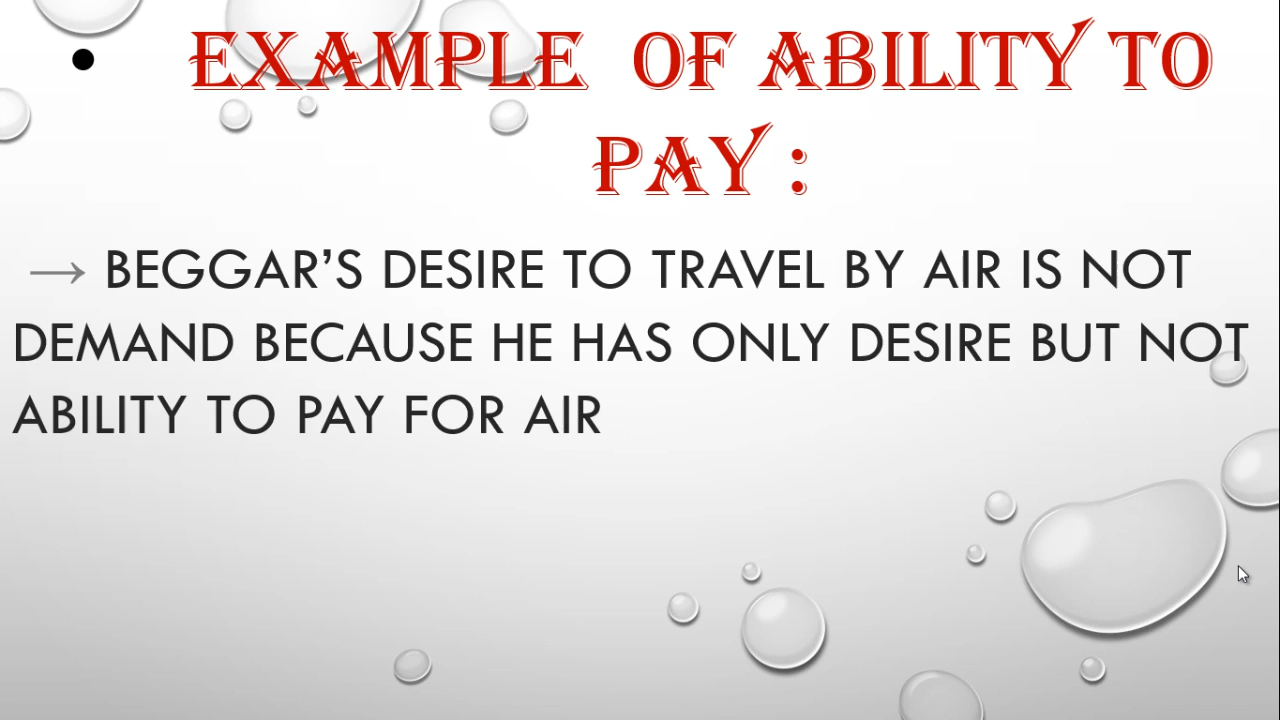 • EXAMPLE OF ABILITY TO
PAY :
→ BEGGAR’S DESIRE TO TRAVEL BY AIR IS NOT
DEMAND BECAUSE HE HAS ONLY DESIRE BUT NOT
ABILITY TO PAY FOR AIR